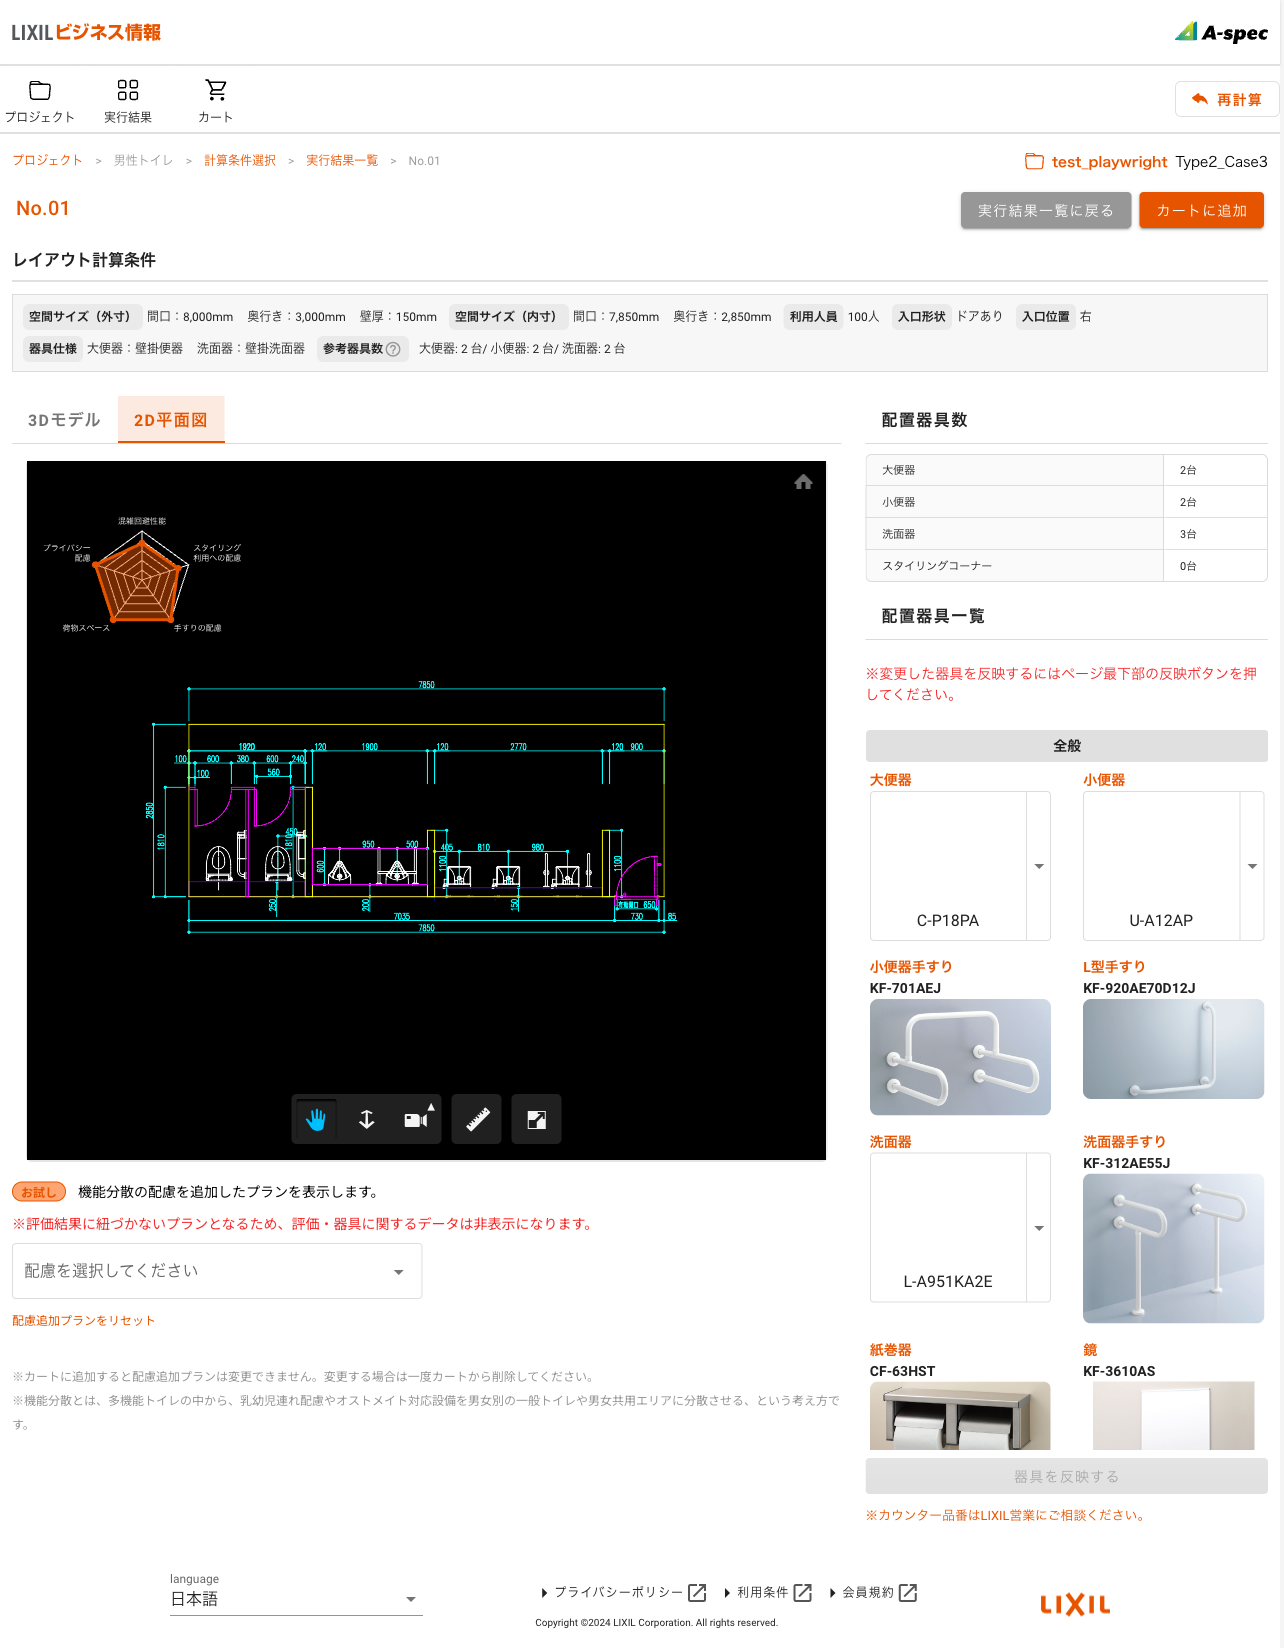 LIXILビジネス情報
A-spec
プロジェクト
実行結果
カート
再計算
プロジェクト > 男性トイレ > 計算条件選択 > 実行結果一覧 > No.01
test_playwright Type2_Case3
No.01
実行結果一覧に戻る
カートに追加
レイアウト計算条件
空間サイズ（外寸） 間口：8,000mm 奥行き：3,000mm 壁厚：150mm 空間サイズ（内寸） 間口：7,850mm 奥行き：2,850mm 利用人員 100人 入口形状 ドアあり 入口位置 右
器具仕様 大便器：壁掛便器 洗面器：壁掛洗面器 参考器具数 大便器: 2 台/ 小便器: 2 台/ 洗面器: 2 台
3Dモデル
2D平面図
混雑回避性能
プライバシー
配慮
スタイリング
利用への配慮
荷物スペース
手すりの配慮
7850
1920 120 1900 120 2770 120 900
100 600 380 600 240
100 560
2850
1810
450
1810
950 500
600
405 810 980
1100
1100
250
200
150
有効開口 650
7035 730 85
7850
お試し 機能分散の配慮を追加したプランを表示します。
※評価結果に紐づかないプランとなるため、評価・器具に関するデータは非表示になります。
配慮を選択してください
配慮追加プランをリセット
※カートに追加すると配慮追加プランは変更できません。変更する場合は一度カートから削除してください。
※機能分散とは、多機能トイレの中から、乳幼児連れ配慮やオストメイト対応設備を男女別の一般トイレや男女共用エリアに分散させる、という考え方で
す。
配置器具数
大便器 2台
小便器 2台
洗面器 3台
スタイリングコーナー 0台
配置器具一覧
※変更した器具を反映するにはページ最下部の反映ボタンを押
してください。
全般
大便器
C-P18PA
小便器
U-A12AP
小便器手すり
KF-701AEJ
L型手すり
KF-920AE70D12J
洗面器
L-A951KA2E
洗面器手すり
KF-312AE55J
紙巻器
CF-63HST
鏡
KF-3610AS
器具を反映する
※カウンター品番はLIXIL営業にご相談ください。
language
日本語
プライバシーポリシー
利用条件
会員規約
Copyright ©2024 LIXIL Corporation. All rights reserved.
LIXIL